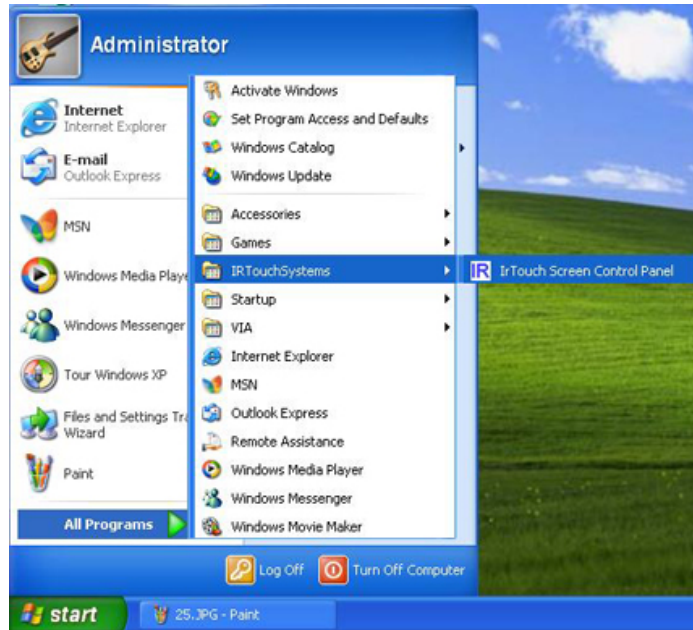 Administrator
Internet
Internet Explorer
E-mail
Outlook Express
MSN
Windows Media Playe
Windows Messenger
Tour Windows XP
Files and Settings Tra
Wizard
Paint
All Programs
Activate Windows
Set Program Access and Defaults
Windows Catalog
Windows Update
Accessories
Games
IRTouchSystems
Startup
VIA
Internet Explorer
MSN
Outlook Express
Remote Assistance
Windows Media Player
Windows Messenger
Windows Movie Maker
IR IrTouch Screen Control Panel
Log Off
Turn Off Computer
start
25.JPG - Paint